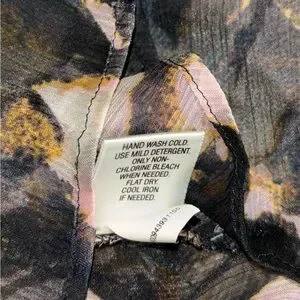 HAND WASH COLD.
USE MILD DETERGENT.
ONLY NON-
CHLORINE BLEACH
WHEN NEEDED.
FLAT DRY.
COOL IRON
IF NEEDED.